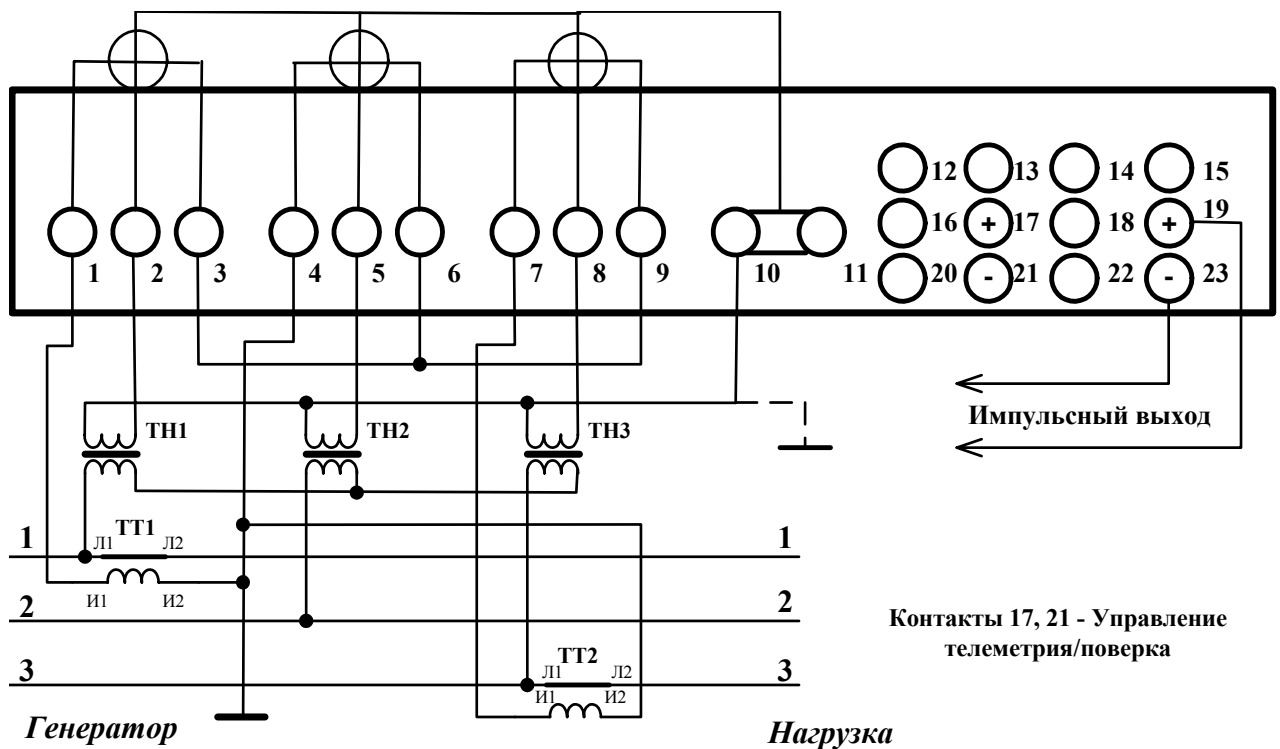 12 13 14 15
+ +
16 17 18 19
1 2 3 4 5 6 7 8 9 10 11
- -
20 21 22 23
Импульсный выход
ТН1 ТН2 ТН3
1 ТТ1 1
Л1 Л2
И1 И2
2 2
Контакты 17, 21 - Управление
телеметрия/поверка
3 ТТ2 3
Л1 Л2
И1 И2
Генератор Нагрузка